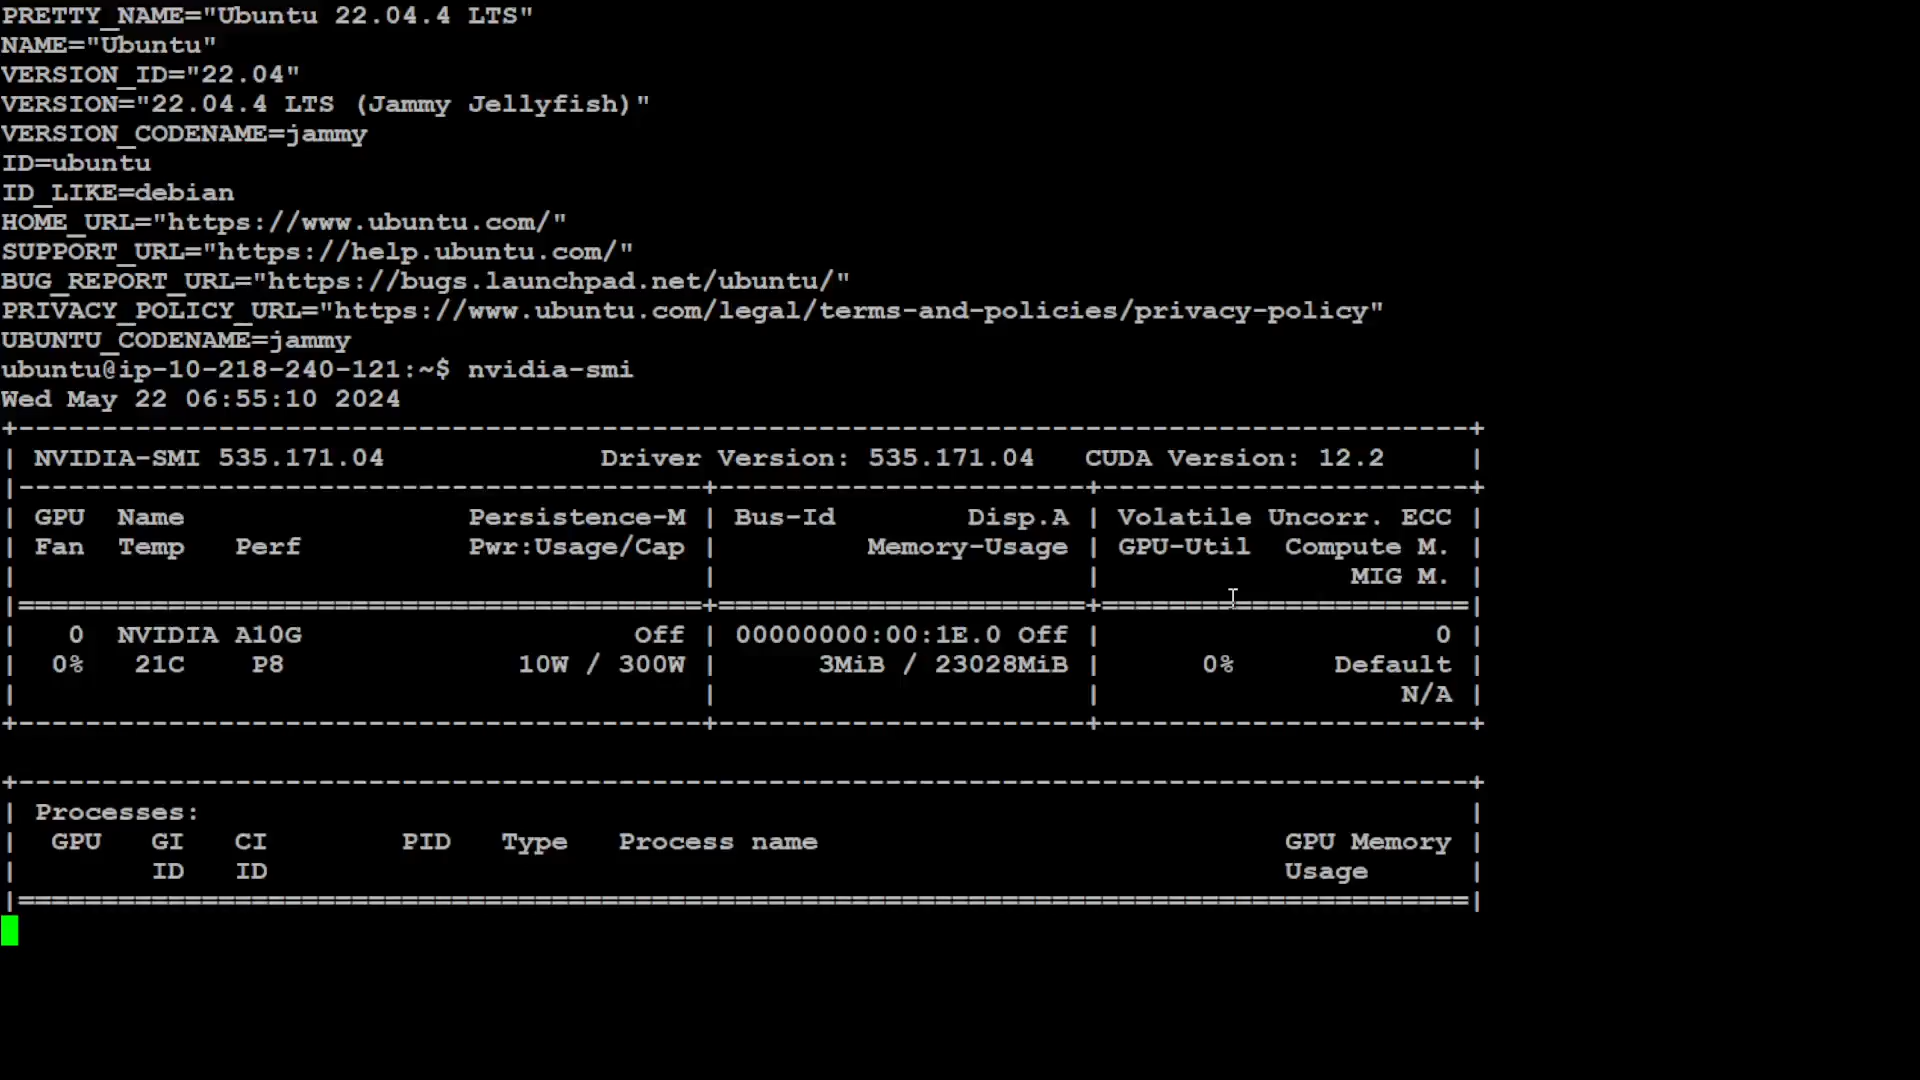 PRETTY_NAME="Ubuntu 22.04.4 LTS"
NAME="Ubuntu"
VERSION_ID="22.04"
VERSION="22.04.4 LTS (Jammy Jellyfish)"
VERSION_CODENAME=jammy
ID=ubuntu
ID_LIKE=debian
HOME_URL="https://www.ubuntu.com/"
SUPPORT_URL="https://help.ubuntu.com/"
BUG_REPORT_URL="https://bugs.launchpad.net/ubuntu/"
PRIVACY_POLICY_URL="https://www.ubuntu.com/legal/terms-and-policies/privacy-policy"
UBUNTU_CODENAME=jammy
ubuntu@ip-10-218-240-121:~$ nvidia-smi
Wed May 22 06:55:10 2024
+---------------------------------------------------------------------------------------+
| NVIDIA-SMI 535.171.04             Driver Version: 535.171.04   CUDA Version: 12.2     |
|-----------------------------------------+----------------------+----------------------+
| GPU  Name                 Persistence-M | Bus-Id        Disp.A | Volatile Uncorr. ECC |
| Fan  Temp   Perf          Pwr:Usage/Cap |         Memory-Usage | GPU-Util  Compute M. |
|                                         |                      |               MIG M. |
|=========================================+======================+======================|
|   0  NVIDIA A10G                    Off | 00000000:00:1E.0 Off |                    0 |
|  0%   21C    P8              10W / 300W |      3MiB / 23028MiB |      0%      Default |
|                                         |                      |                  N/A |
+-----------------------------------------+----------------------+----------------------+

+---------------------------------------------------------------------------------------+
| Processes:                                                                            |
|  GPU   GI   CI        PID   Type   Process name                            GPU Memory |
|        ID   ID                                                             Usage      |
|=======================================================================================|